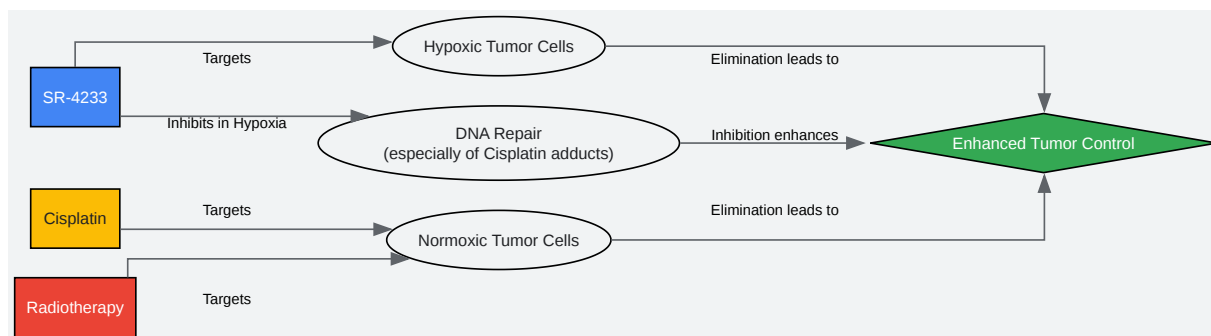 Hypoxic Tumor Cells
Targets
Elimination leads to
SR-4233
Inhibits in Hypoxia
DNA Repair
(especially of Cisplatin adducts)
Inhibition enhances
Enhanced Tumor Control
Cisplatin
Targets
Elimination leads to
Normoxic Tumor Cells
Radiotherapy
Targets